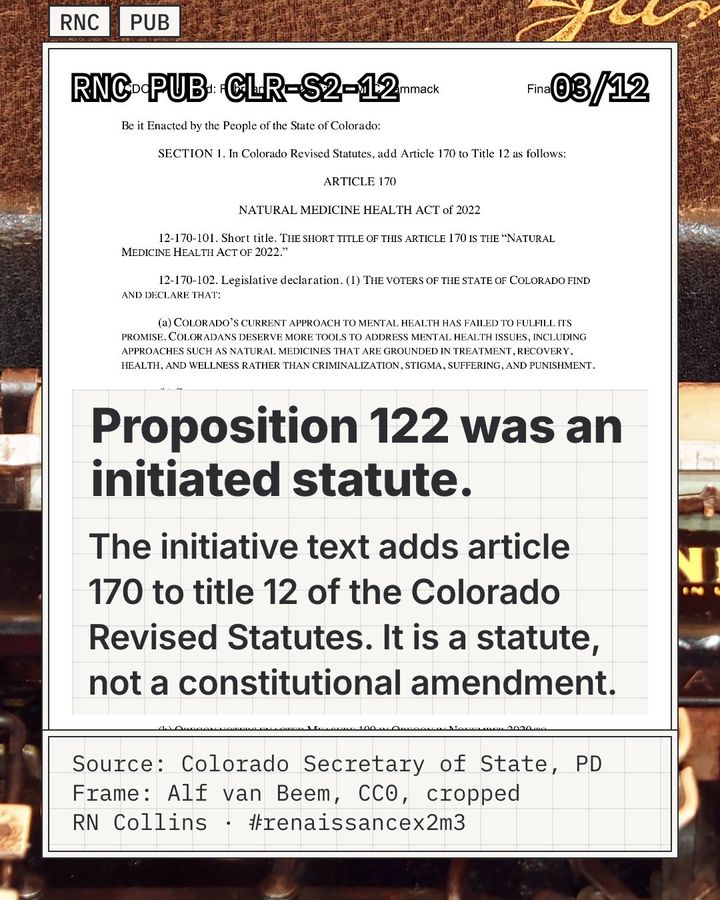 RNC PUB
RNC PUB CLR-S2-12 03/12
Be it Enacted by the People of the State of Colorado:
SECTION 1. In Colorado Revised Statutes, add Article 170 to Title 12 as follows:
ARTICLE 170
NATURAL MEDICINE HEALTH ACT of 2022
12-170-101. Short title. THE SHORT TITLE OF THIS ARTICLE 170 IS THE “NATURAL
MEDICINE HEALTH ACT OF 2022.”
12-170-102. Legislative declaration. (1) THE VOTERS OF THE STATE OF COLORADO FIND
AND DECLARE THAT:
(a) COLORADO’S CURRENT APPROACH TO MENTAL HEALTH HAS FAILED TO FULFILL ITS
PROMISE. COLORADANS DESERVE MORE TOOLS TO ADDRESS MENTAL HEALTH ISSUES, INCLUDING
APPROACHES SUCH AS NATURAL MEDICINES THAT ARE GROUNDED IN TREATMENT, RECOVERY,
HEALTH, AND WELLNESS RATHER THAN CRIMINALIZATION, STIGMA, SUFFERING, AND PUNISHMENT.
Proposition 122 was an
initiated statute.
The initiative text adds article
170 to title 12 of the Colorado
Revised Statutes. It is a statute,
not a constitutional amendment.
Source: Colorado Secretary of State, PD
Frame: Alf van Beem, CC0, cropped
RN Collins · #renaissancex2m3